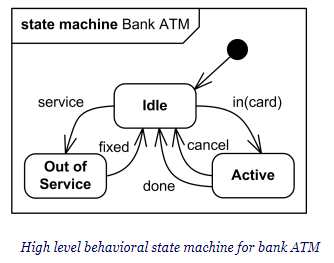 state machine Bank ATM
service
Idle
in(card)
fixed
cancel
Out of
Service
done
Active
High level behavioral state machine for bank ATM